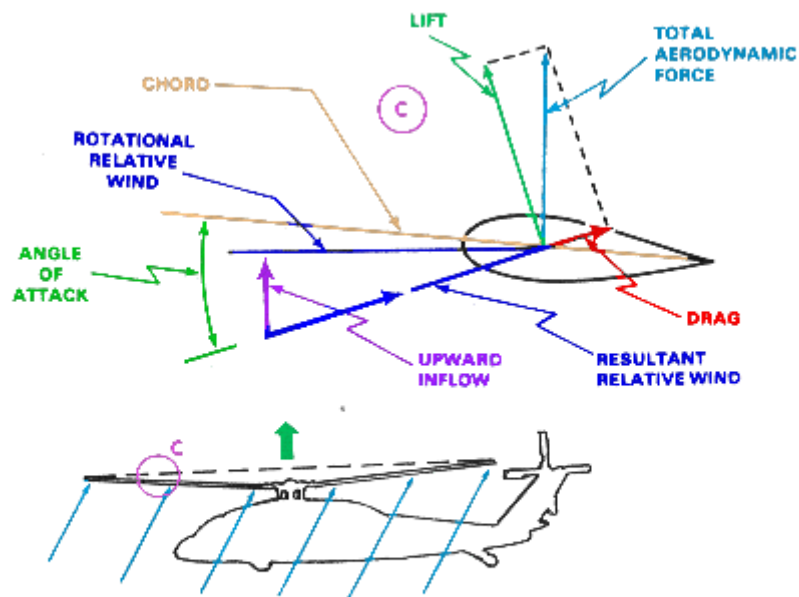 LIFT
TOTAL
AERODYNAMIC
FORCE
CHORD
C
ROTATIONAL
RELATIVE
WIND
ANGLE
OF
ATTACK
DRAG
UPWARD
INFLOW
RESULTANT
RELATIVE WIND
C